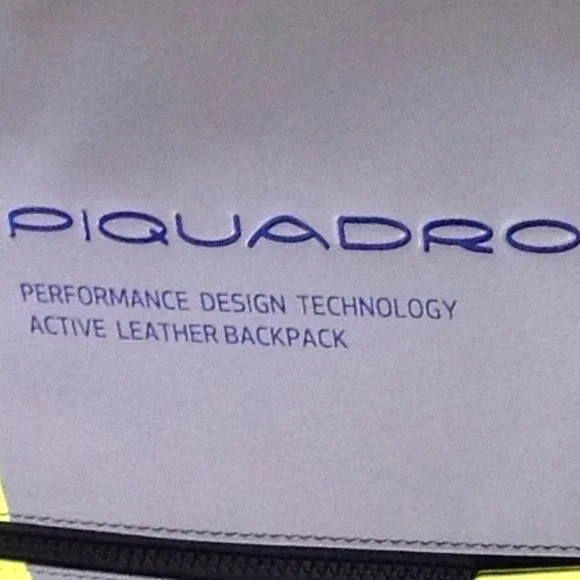 PIQUADRO
PERFORMANCE DESIGN TECHNOLOGY
ACTIVE LEATHER BACKPACK